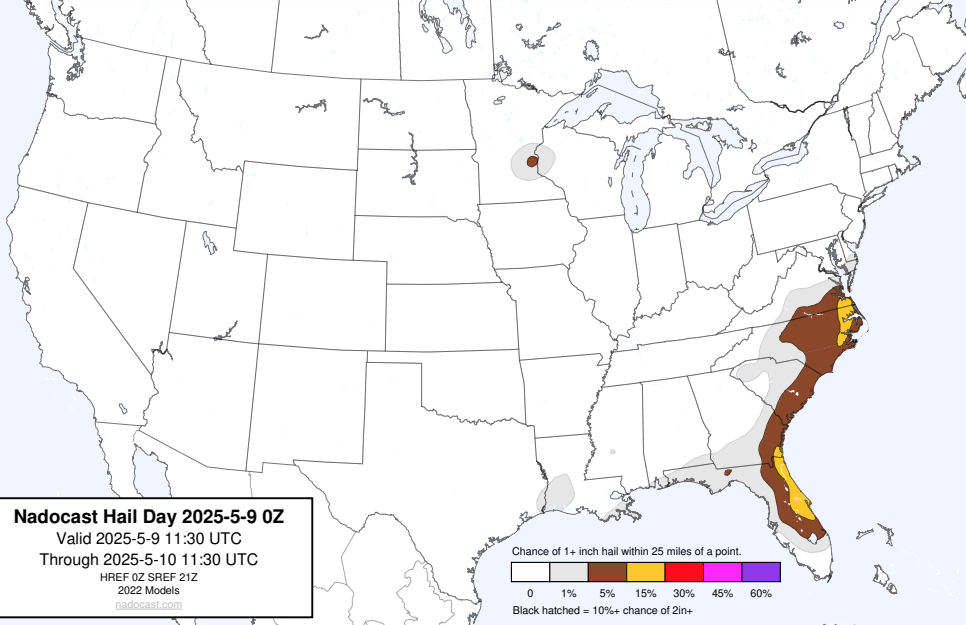 Nadocast Hail Day 2025-5-9 0Z
Valid 2025-5-9 11:30 UTC
Through 2025-5-10 11:30 UTC
HREF 0Z SREF 21Z
2022 Models
nadocast.com
Chance of 1+ inch hail within 25 miles of a point.
0 1% 5% 15% 30% 45% 60%
Black hatched = 10%+ chance of 2in+